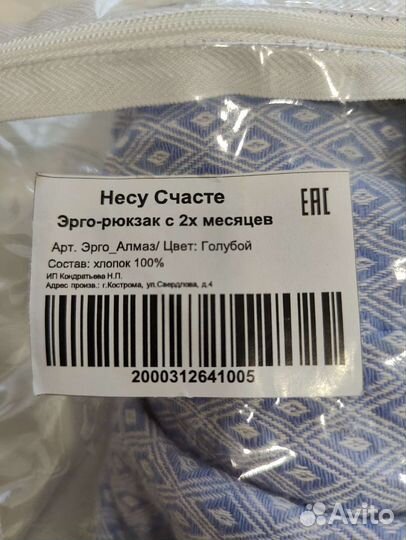 Несу Счасте
EAC
Эрго-рюкзак с 2х месяцев
Арт. Эрго_Алмаз/ Цвет: Голубой
Состав: хлопок 100%
ИП Кондратьева Н.П.
Адрес произв.: г.Кострома, ул.Свердлова, д.4
2000312641005
Avito